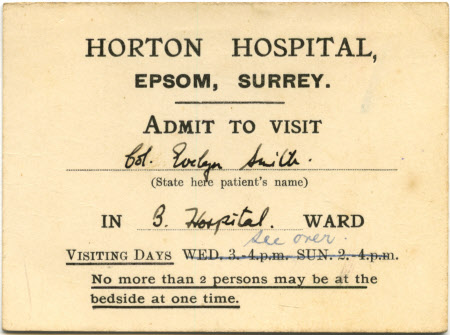 HORTON HOSPITAL,
EPSOM, SURREY.
ADMIT TO VISIT
Col. Evelyn Smith.
(State here patient's name)
IN B. Hospital. WARD
see over.
VISITING DAYS WED. 3.-4.p.m. SUN. 2.-4.p.m.
No more than 2 persons may be at the
bedside at one time.